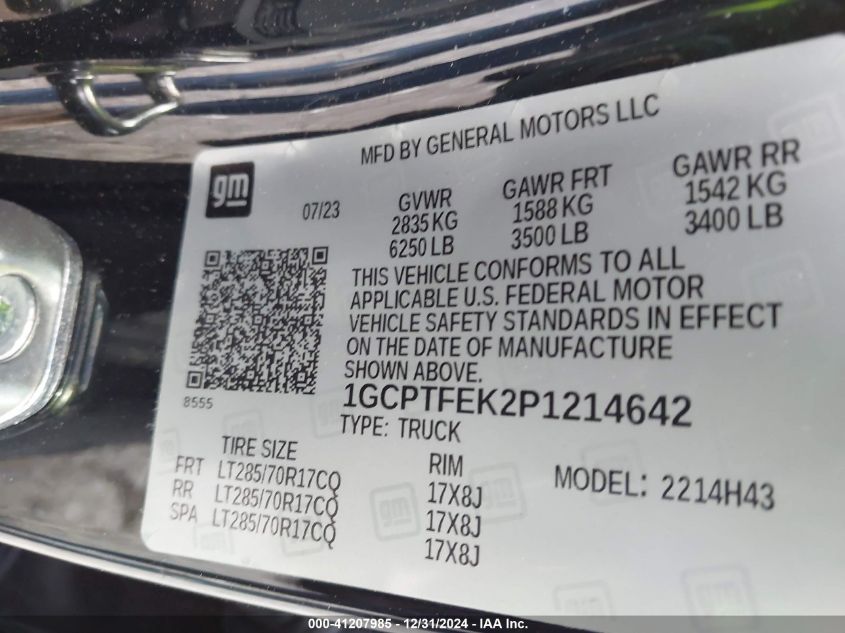 MFD BY GENERAL MOTORS LLC
gm
07/23
GVWR
2835 KG
6250 LB
GAWR FRT
1588 KG
3500 LB
GAWR RR
1542 KG
3400 LB
THIS VEHICLE CONFORMS TO ALL
APPLICABLE U.S. FEDERAL MOTOR
VEHICLE SAFETY STANDARDS IN EFFECT
ON THE DATE OF MANUFACTURE
SHOWN ABOVE.
8555
1GCPTFEK2P1214642
TYPE: TRUCK
TIRE SIZE RIM
FRT LT285/70R17CQ 17X8J
RR LT285/70R17CQ 17X8J
SPA LT285/70R17CQ 17X8J
MODEL: 2214H43
000-41207985 - 12/31/2024 - IAA Inc.